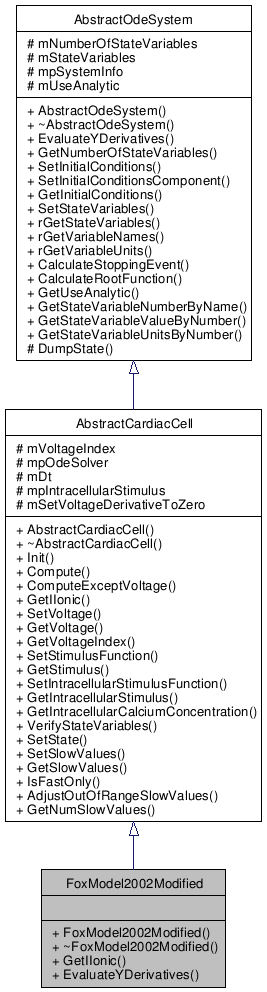 AbstractOdeSystem
# mNumberOfStateVariables
# mStateVariables
# mpSystemInfo
# mUseAnalytic
+ AbstractOdeSystem()
+ ~AbstractOdeSystem()
+ EvaluateYDerivatives()
+ GetNumberOfStateVariables()
+ SetInitialConditions()
+ SetInitialConditionsComponent()
+ GetInitialConditions()
+ SetStateVariables()
+ rGetStateVariables()
+ rGetVariableNames()
+ rGetVariableUnits()
+ CalculateStoppingEvent()
+ CalculateRootFunction()
+ GetUseAnalytic()
+ GetStateVariableNumberByName()
+ GetStateVariableValueByNumber()
+ GetStateVariableUnitsByNumber()
# DumpState()
AbstractCardiacCell
# mVoltageIndex
# mpOdeSolver
# mDt
# mpIntracellularStimulus
# mSetVoltageDerivativeToZero
+ AbstractCardiacCell()
+ ~AbstractCardiacCell()
+ Init()
+ Compute()
+ ComputeExceptVoltage()
+ GetIIonic()
+ SetVoltage()
+ GetVoltage()
+ GetVoltageIndex()
+ SetStimulusFunction()
+ GetStimulus()
+ SetIntracellularStimulusFunction()
+ GetIntracellularStimulus()
+ GetIntracellularCalciumConcentration()
+ VerifyStateVariables()
+ SetState()
+ SetSlowValues()
+ GetSlowValues()
+ IsFastOnly()
+ AdjustOutOfRangeSlowValues()
+ GetNumSlowValues()
FoxModel2002Modified
+ FoxModel2002Modified()
+ ~FoxModel2002Modified()
+ GetIIonic()
+ EvaluateYDerivatives()